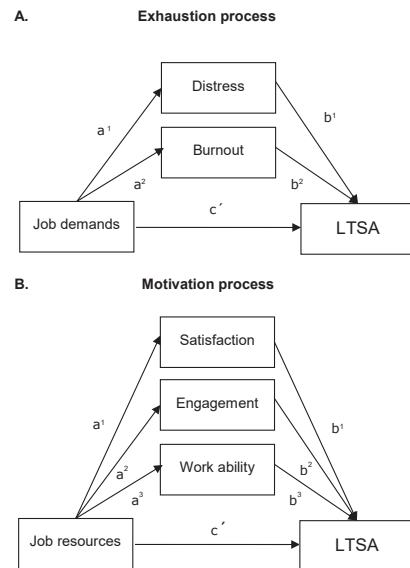 A. Exhaustion process
Distress
a¹ b¹
Burnout
a² b²
Job demands c´ LTSA
B. Motivation process
Satisfaction
a¹ b¹
Engagement
a² b²
Work ability
a³ b³
Job resources c´ LTSA